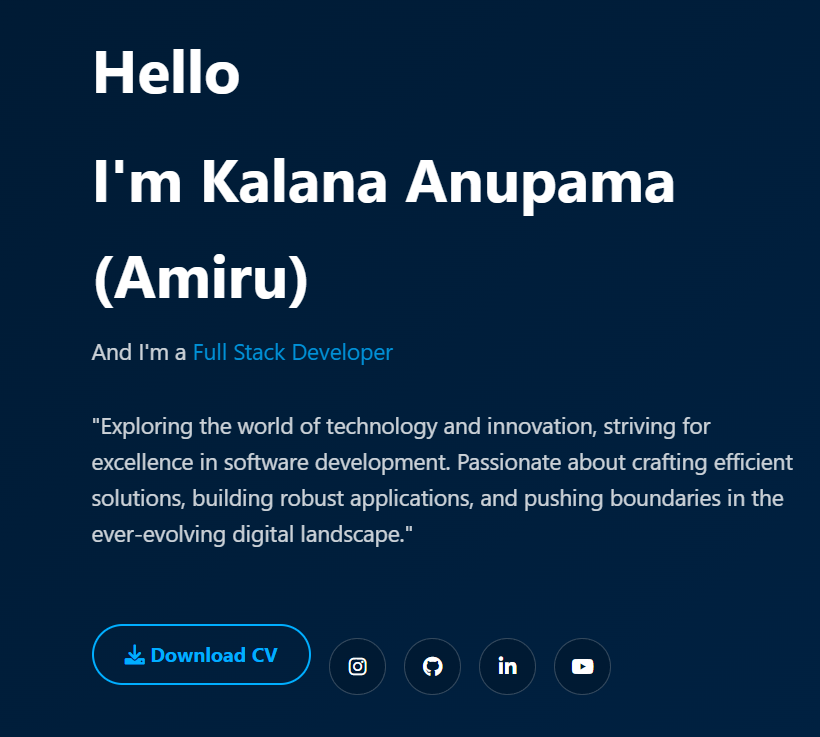 Hello
I'm Kalana Anupama
(Amiru)
And I'm a Full Stack Developer
"Exploring the world of technology and innovation, striving for
excellence in software development. Passionate about crafting efficient
solutions, building robust applications, and pushing boundaries in the
ever-evolving digital landscape."
Download CV
in